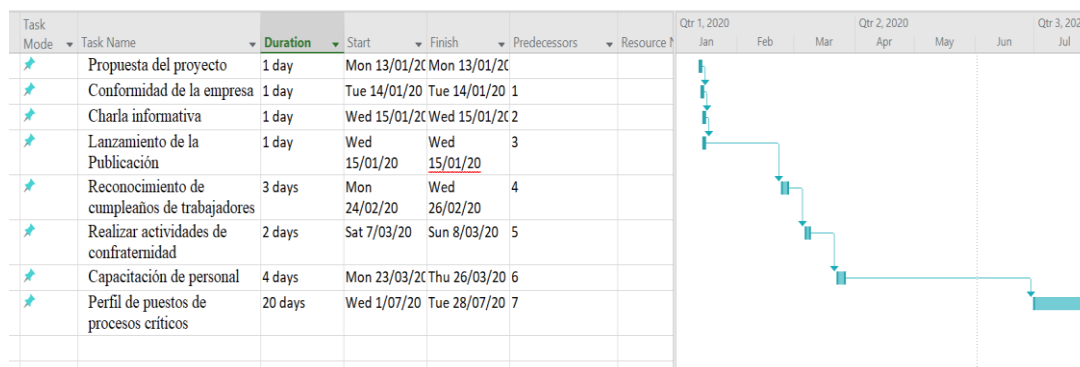 Task
Mode Task Name Duration Start Finish Predecessors Resource N
Qtr 1, 2020 Qtr 2, 2020 Qtr 3, 202
Jan Feb Mar Apr May Jun Jul
Propuesta del proyecto 1 day Mon 13/01/20 Mon 13/01/20
Conformidad de la empresa 1 day Tue 14/01/20 Tue 14/01/20 1
Charla informativa 1 day Wed 15/01/20 Wed 15/01/20 2
Lanzamiento de la 1 day Wed Wed 3
Publicación 15/01/20 15/01/20
Reconocimiento de 3 days Mon Wed 4
cumpleaños de trabajadores 24/02/20 26/02/20
Realizar actividades de 2 days Sat 7/03/20 Sun 8/03/20 5
confraternidad
Capacitación de personal 4 days Mon 23/03/20 Thu 26/03/20 6
Perfil de puestos de 20 days Wed 1/07/20 Tue 28/07/20 7
procesos críticos